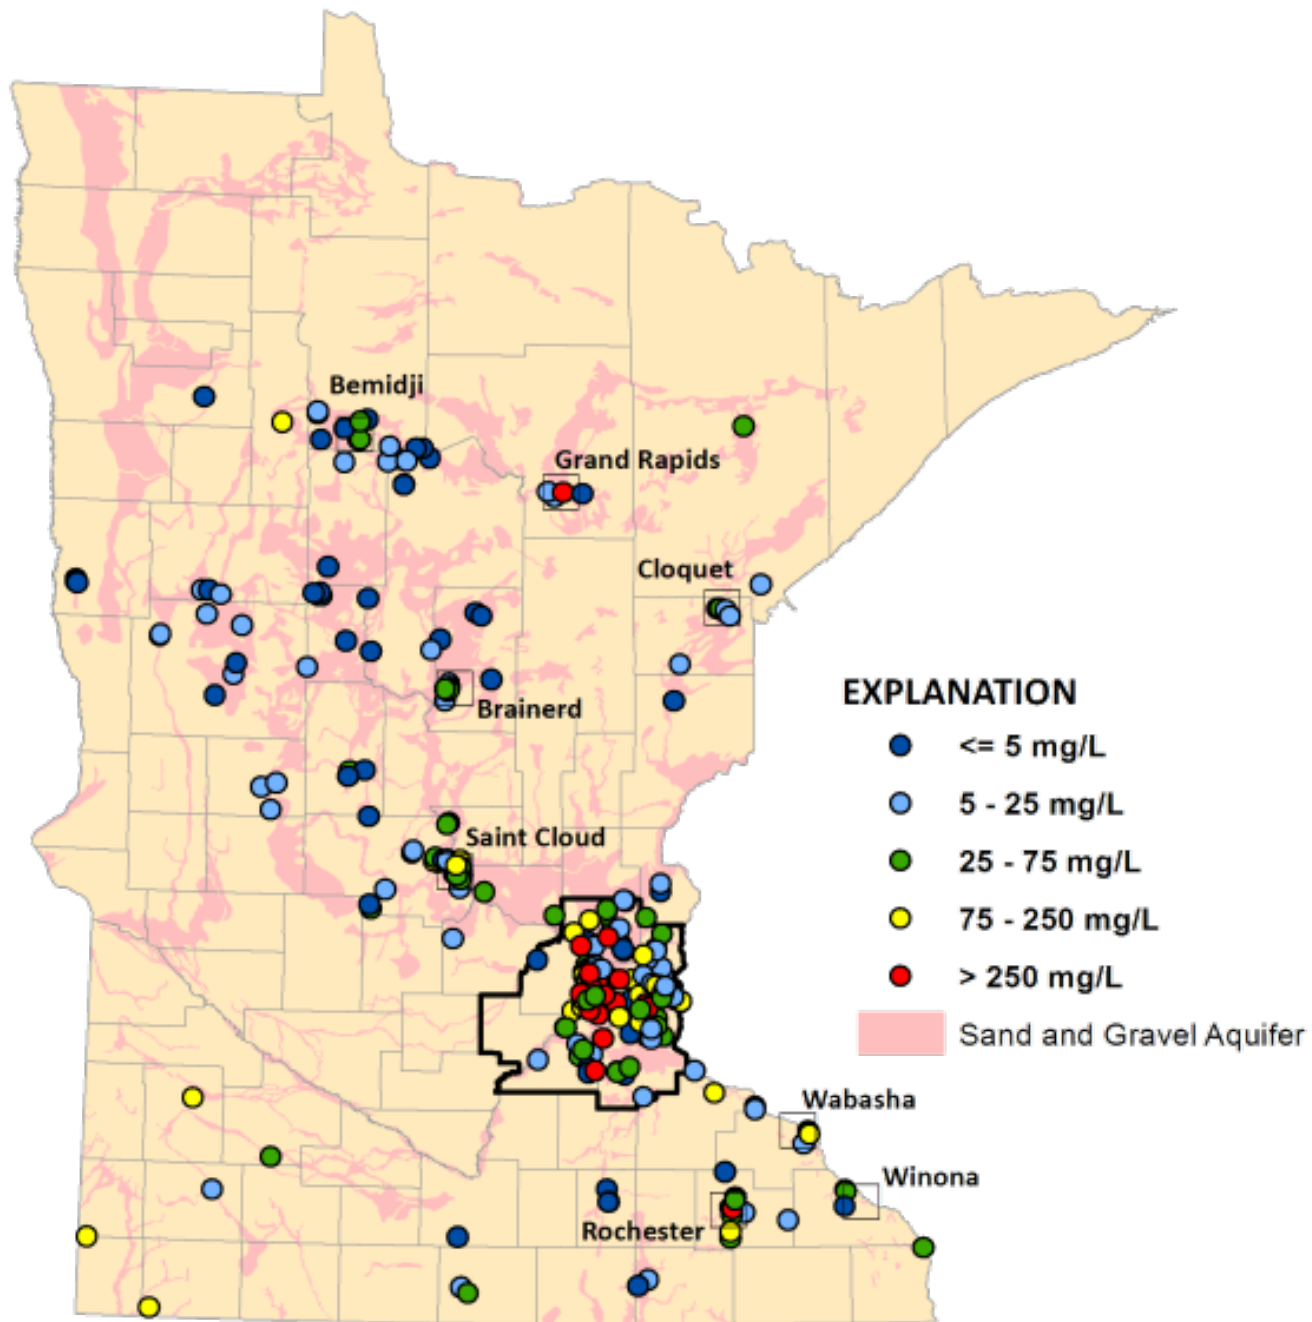 Bemidji
Grand Rapids
Cloquet
Brainerd
EXPLANATION
<= 5 mg/L
5 - 25 mg/L
Saint Cloud
25 - 75 mg/L
75 - 250 mg/L
> 250 mg/L
Sand and Gravel Aquifer
Wabasha
Winona
Rochester